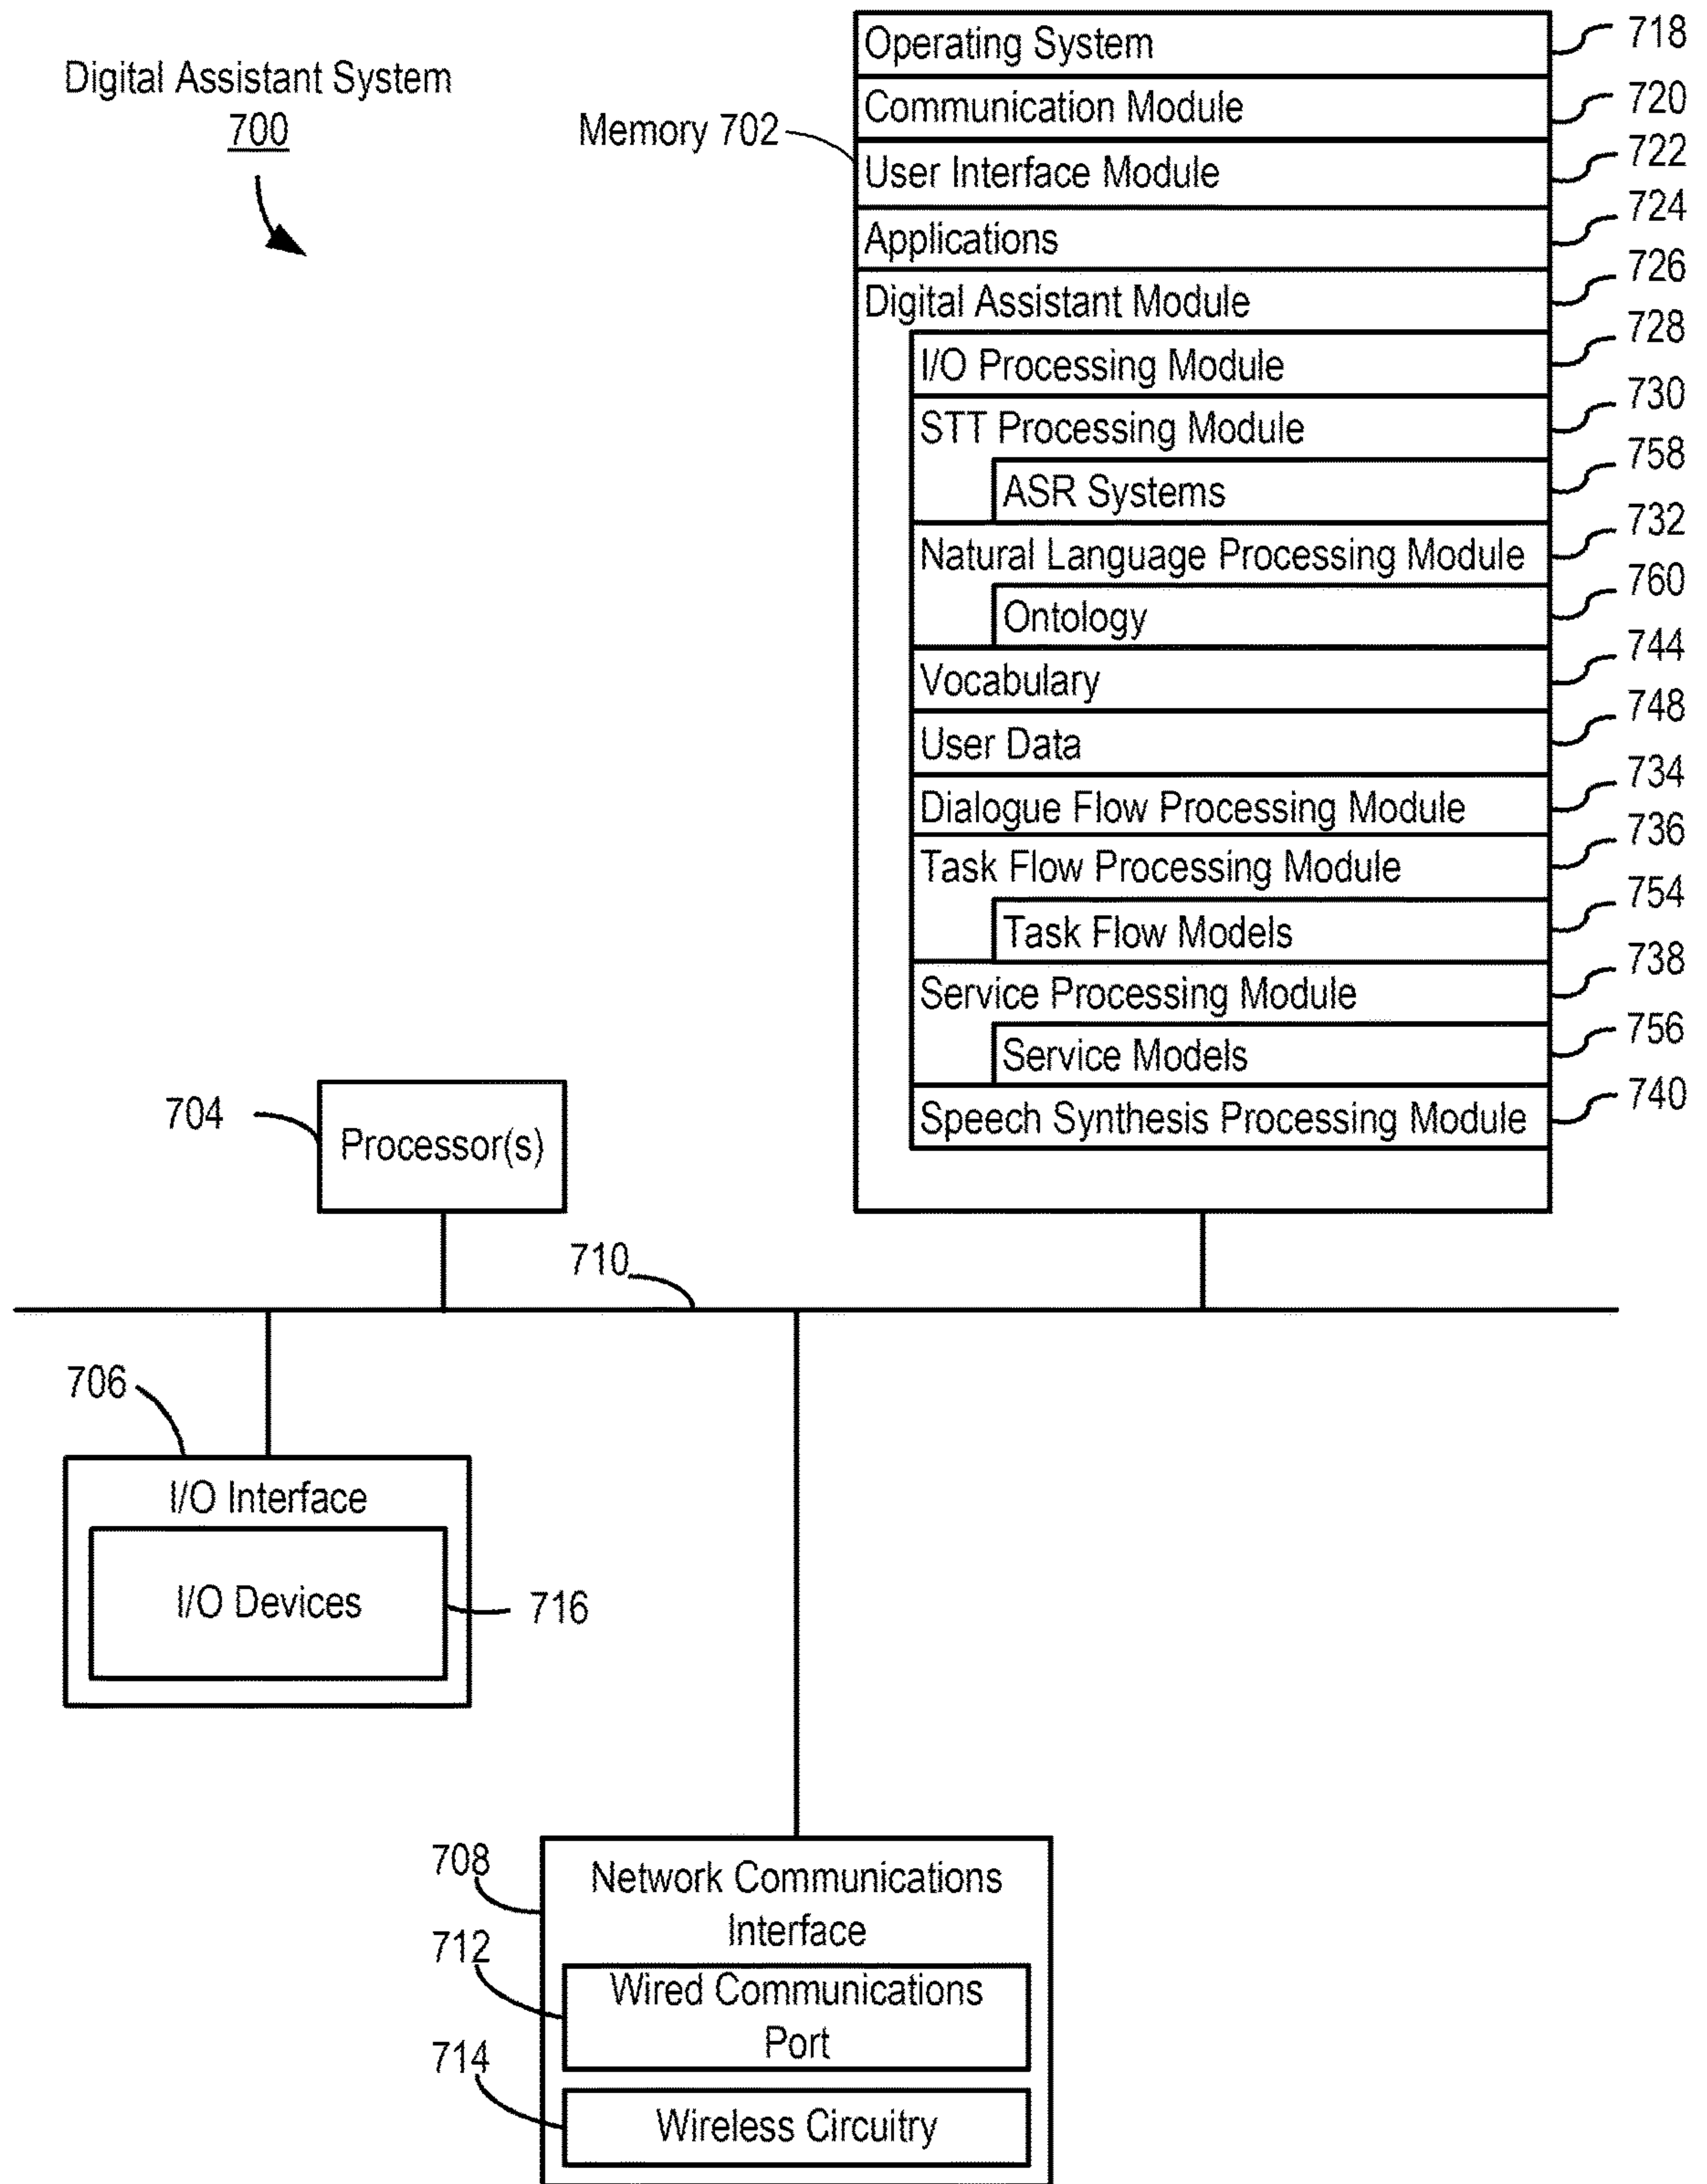 Digital Assistant System
700
Memory 702
Operating System 718
Communication Module 720
User Interface Module 722
Applications 724
Digital Assistant Module 726
I/O Processing Module 728
STT Processing Module 730
ASR Systems 758
Natural Language Processing Module 732
Ontology 760
Vocabulary 744
User Data 748
Dialogue Flow Processing Module 734
Task Flow Processing Module 736
Task Flow Models 754
Service Processing Module 738
Service Models 756
Speech Synthesis Processing Module 740
704
Processor(s)
710
706
I/O Interface
I/O Devices
716
708
Network Communications
Interface
712
Wired Communications
Port
714
Wireless Circuitry